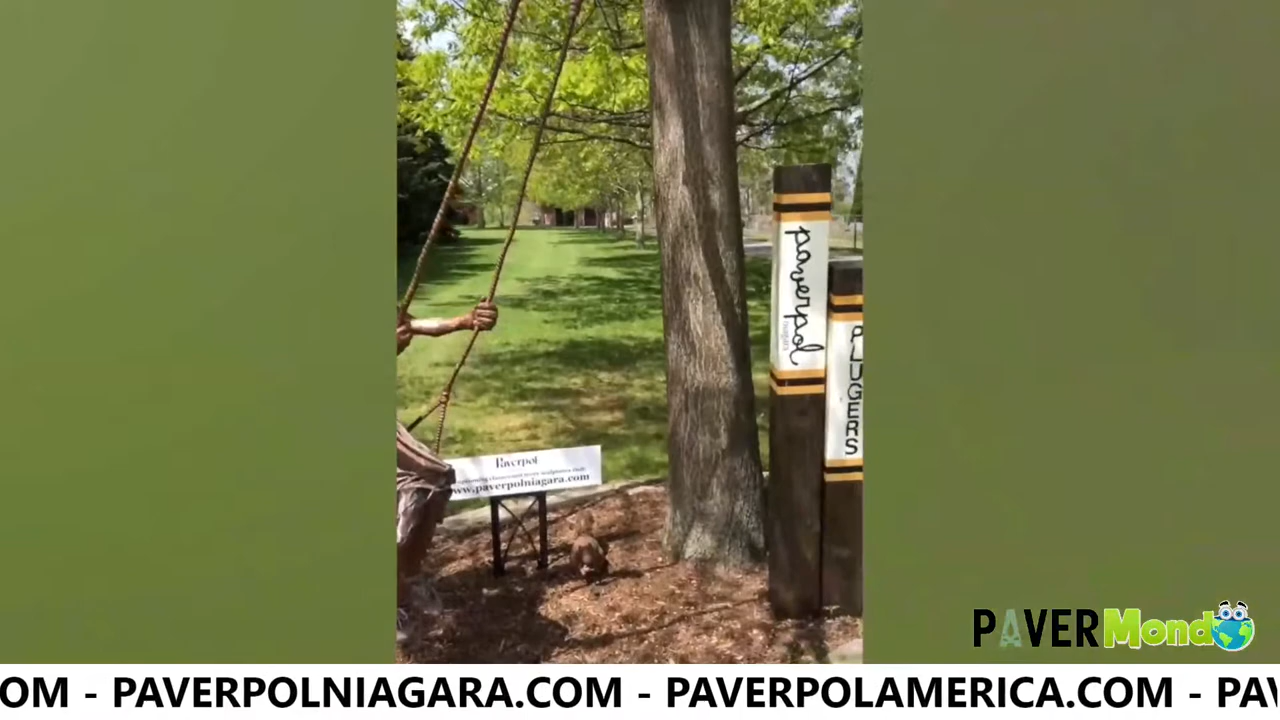 paverpol
PLUGERS
Paverpol
www.paverpolniagara.com
PAVERMondo
OM - PAVERPOLNIAGARA.COM - PAVERPOLAMERICA.COM - PAV